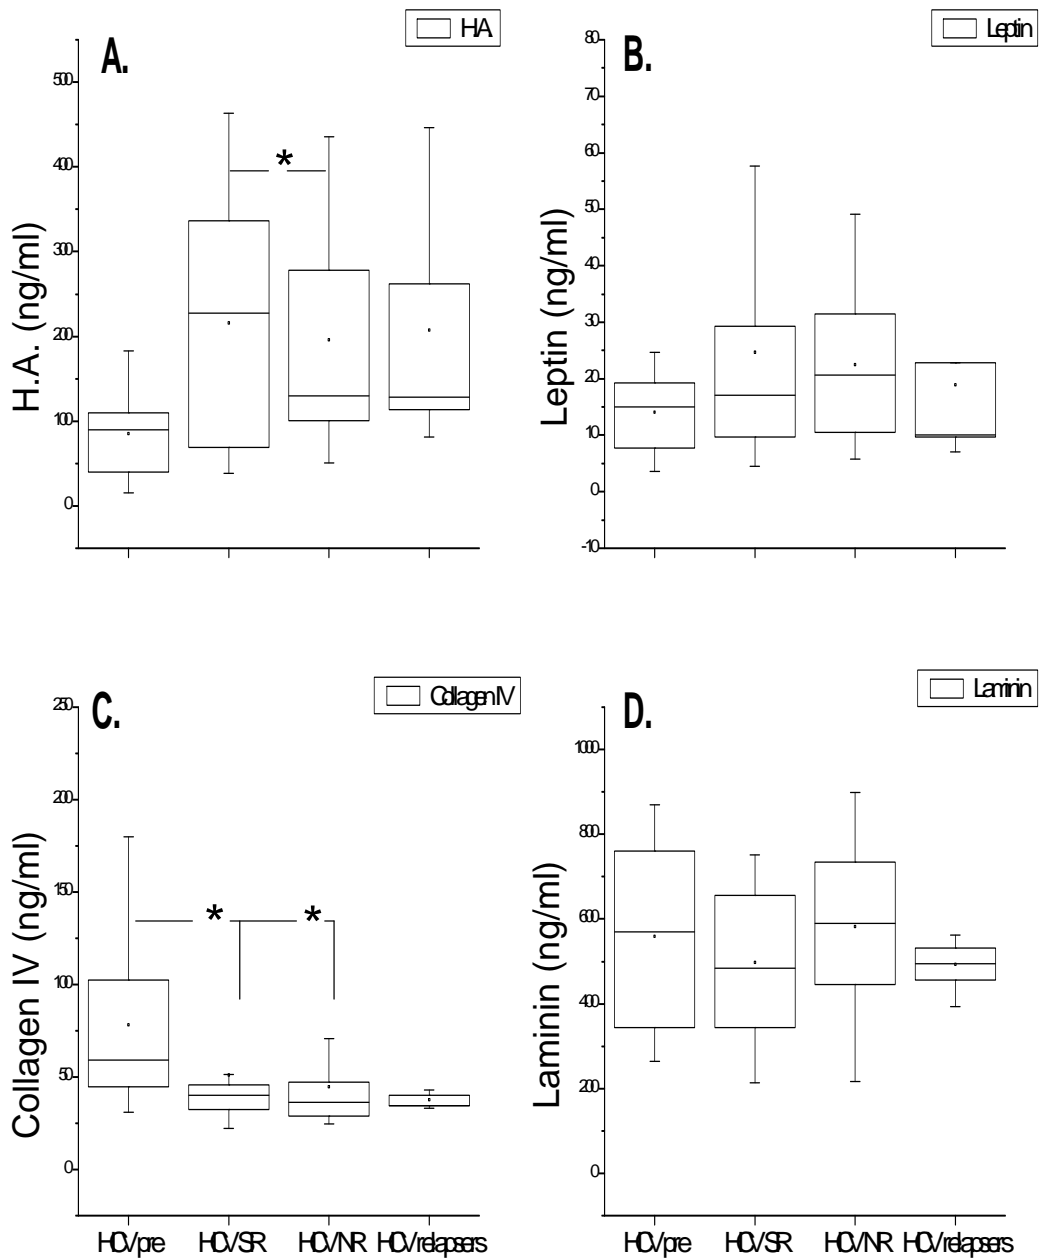 A.
HA
H.A. (ng/ml)
500
400
300
200
100
0
*
B.
Leptin
Leptin (ng/ml)
80
70
60
50
40
30
20
10
0
-10
C.
Collagen IV
Collagen IV (ng/ml)
250
200
150
100
50
0
* *
HCV pre HCV SR HCV NR HCV relapsers
D.
Laminin
Laminin (ng/ml)
1000
800
600
400
200
0
HCV pre HCV SR HCV NR HCV relapsers